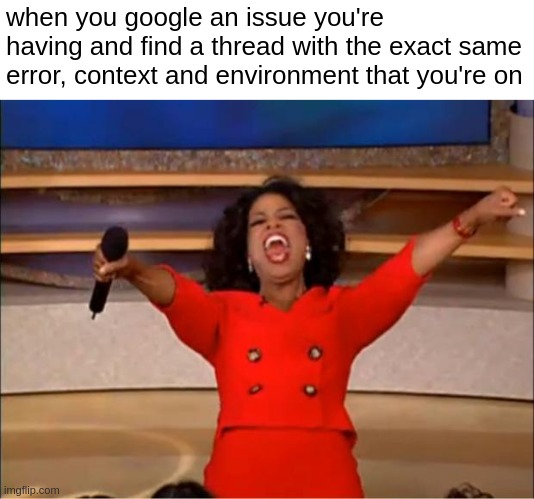 when you google an issue you're
having and find a thread with the exact same
error, context and environment that you're on
imgflip.com